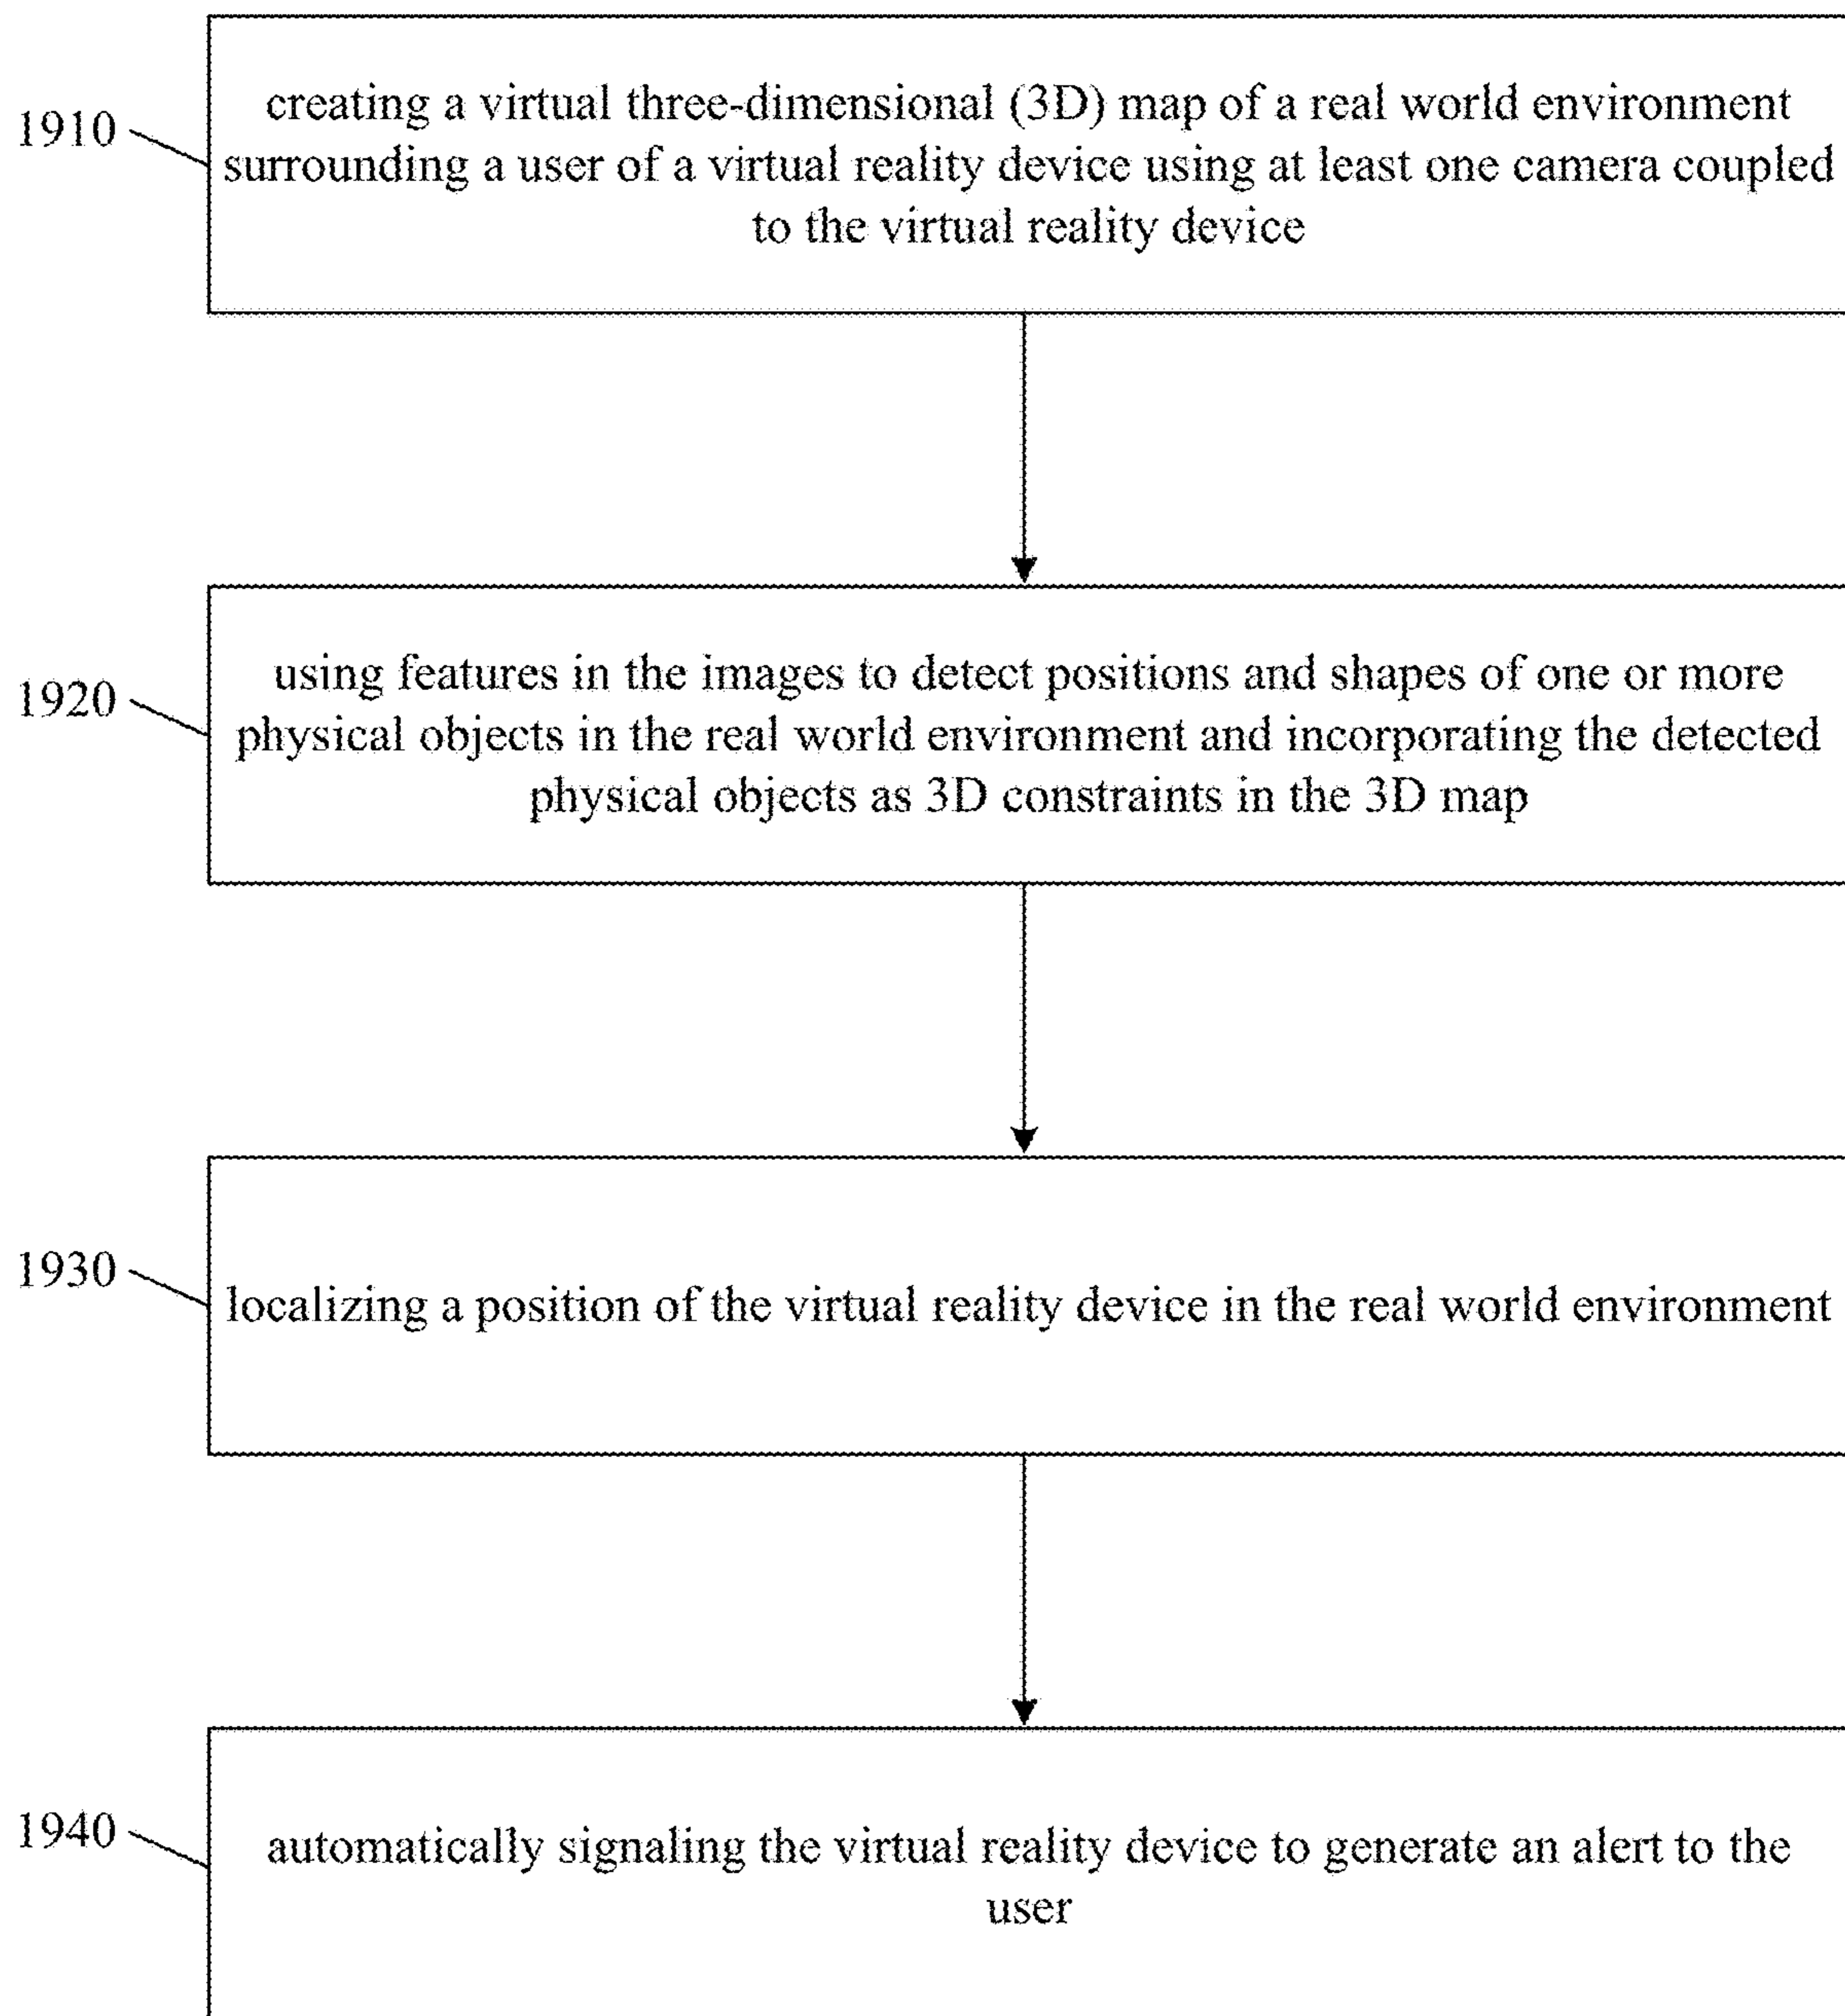 1910
creating a virtual three-dimensional (3D) map of a real world environment
surrounding a user of a virtual reality device using at least one camera coupled
to the virtual reality device
1920
using features in the images to detect positions and shapes of one or more
physical objects in the real world environment and incorporating the detected
physical objects as 3D constraints in the 3D map
1930
localizing a position of the virtual reality device in the real world environment
1940
automatically signaling the virtual reality device to generate an alert to the
user